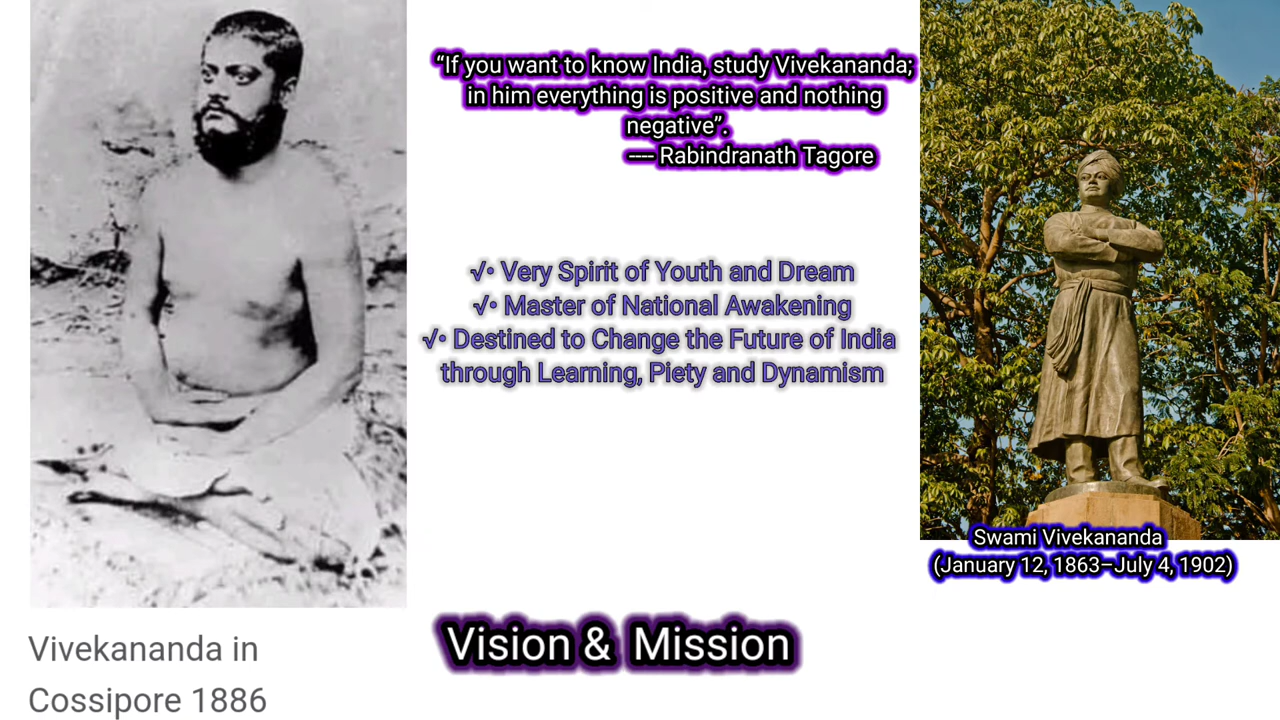 “If you want to know India, study Vivekananda;
in him everything is positive and nothing
negative”.
---- Rabindranath Tagore
√• Very Spirit of Youth and Dream
√• Master of National Awakening
√• Destined to Change the Future of India
through Learning, Piety and Dynamism
Swami Vivekananda
(January 12, 1863–July 4, 1902)
Vision & Mission
Vivekananda in
Cossipore 1886